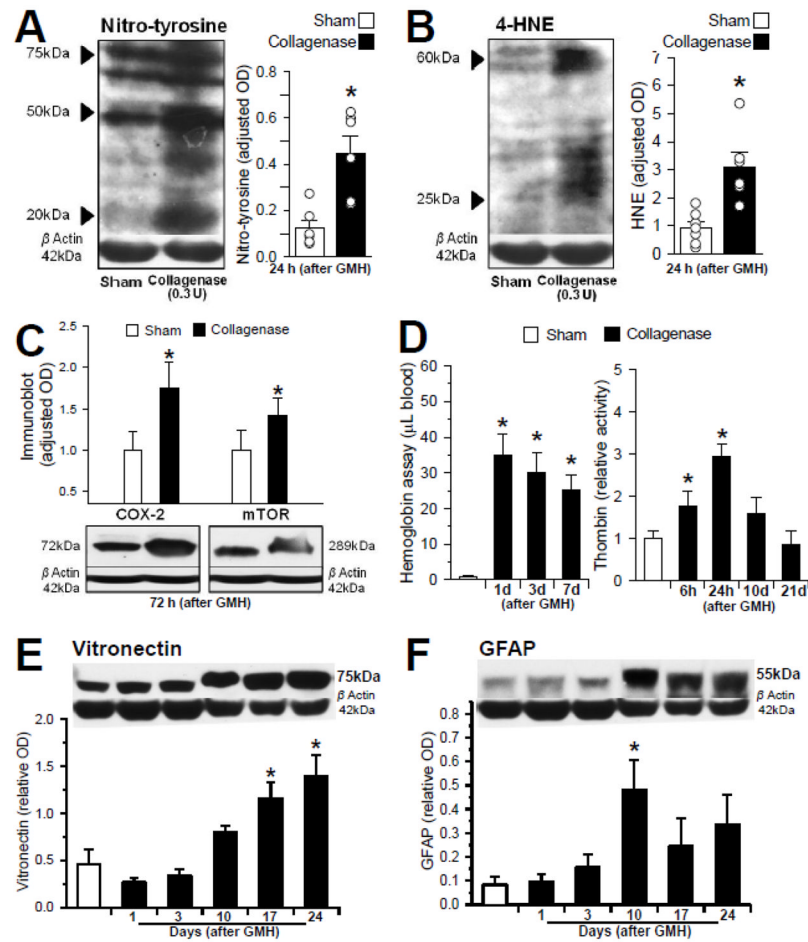 A
Nitro-tyrosine
Sham
Collagenase
75kDa
50kDa
20kDa
β Actin
42kDa
Sham Collagenase
(0.3 U)
Nitro-tyrosine (adjusted OD)
0.8
0.6
0.4
0.2
0
*
24 h (after GMH)
B
4-HNE
Sham
Collagenase
60kDa
25kDa
β Actin
42kDa
Sham Collagenase
(0.3 U)
HNE (adjusted OD)
7
6
5
4
3
2
1
0
*
24 h (after GMH)
C
Sham Collagenase
Immunoblot
(adjusted OD)
2.5
2.0
1.5
1.0
0.5
* *
COX-2 mTOR
72kDa 289kDa
β Actin
42kDa
β Actin
42kDa
72 h (after GMH)
D
Sham Collagenase
Hemoglobin assay (μL blood)
60
50
40
30
20
10
0
* * *
1d 3d 7d
(after GMH)
Thombin (relative activity)
5
4
3
2
1
0
* *
6h 24h 10d 21d
(after GMH)
E
Vitronectin
75kDa
β Actin
42kDa
Vitronectin (relative OD)
2.0
1.5
1.0
0.5
0.0
* *
1 3 10 17 24
Days (after GMH)
F
GFAP
55kDa
β Actin
42kDa
GFAP (relative OD)
0.8
0.7
0.6
0.5
0.4
0.3
0.2
0.1
0.0
*
1 3 10 17 24
Days (after GMH)